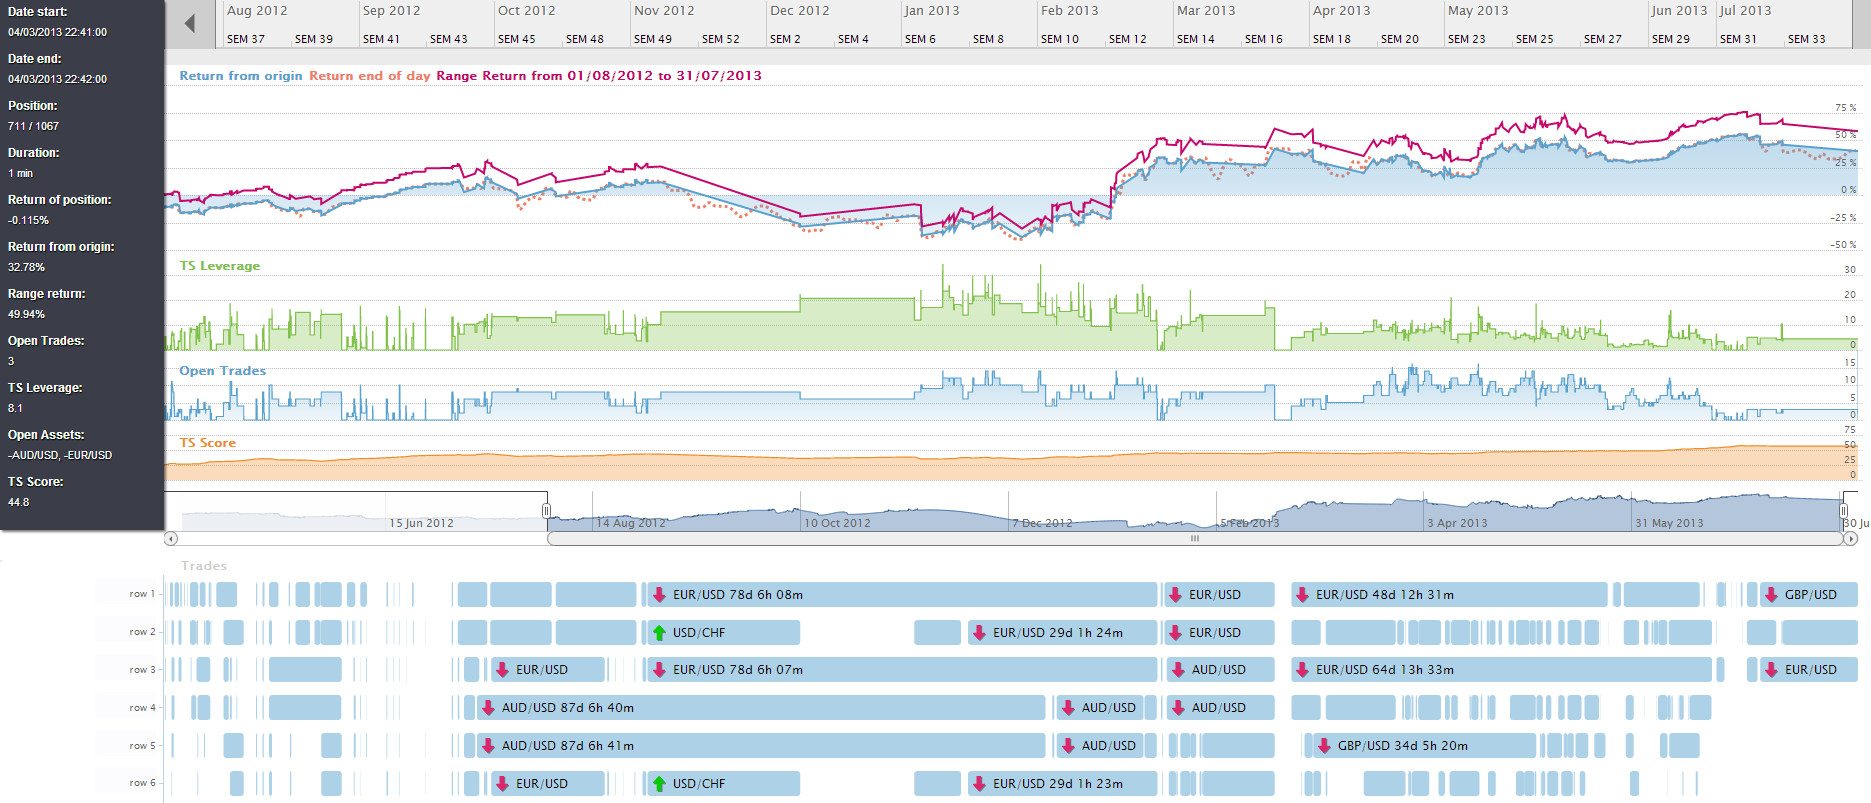 Date start:
04/03/2013 22:41:00
Date end:
04/03/2013 22:42:00
Position:
711 / 1067
Duration:
1 min
Return of position:
-0.115%
Return from origin:
32.78%
Range return:
49.94%
Open Trades:
3
TS Leverage:
8.1
Open Assets:
-AUD/USD, -EUR/USD
TS Score:
44.8
Aug 2012 Sep 2012 Oct 2012 Nov 2012 Dec 2012 Jan 2013 Feb 2013 Mar 2013 Apr 2013 May 2013 Jun 2013 Jul 2013
SEM 37 SEM 39 SEM 41 SEM 43 SEM 45 SEM 48 SEM 49 SEM 52 SEM 2 SEM 4 SEM 6 SEM 8 SEM 10 SEM 12 SEM 14 SEM 16 SEM 18 SEM 20 SEM 23 SEM 25 SEM 27 SEM 29 SEM 31 SEM 33
Return from origin Return end of day Range Return from 01/08/2012 to 31/07/2013
75 %
50 %
25 %
0 %
-25 %
-50 %
TS Leverage
30
20
10
0
Open Trades
15
10
5
0
TS Score
75
50
25
0
15 Jun 2012 14 Aug 2012 10 Oct 2012 7 Dec 2012 5 Feb 2013 3 Apr 2013 31 May 2013 30 Ju
Trades
row 1 EUR/USD 78d 6h 08m EUR/USD EUR/USD 48d 12h 31m GBP/USD
row 2 USD/CHF EUR/USD 29d 1h 24m EUR/USD
row 3 EUR/USD EUR/USD 78d 6h 07m AUD/USD EUR/USD 64d 13h 33m EUR/USD
row 4 AUD/USD 87d 6h 40m AUD/USD AUD/USD
row 5 AUD/USD 87d 6h 41m AUD/USD GBP/USD 34d 5h 20m
row 6 EUR/USD USD/CHF EUR/USD 29d 1h 23m